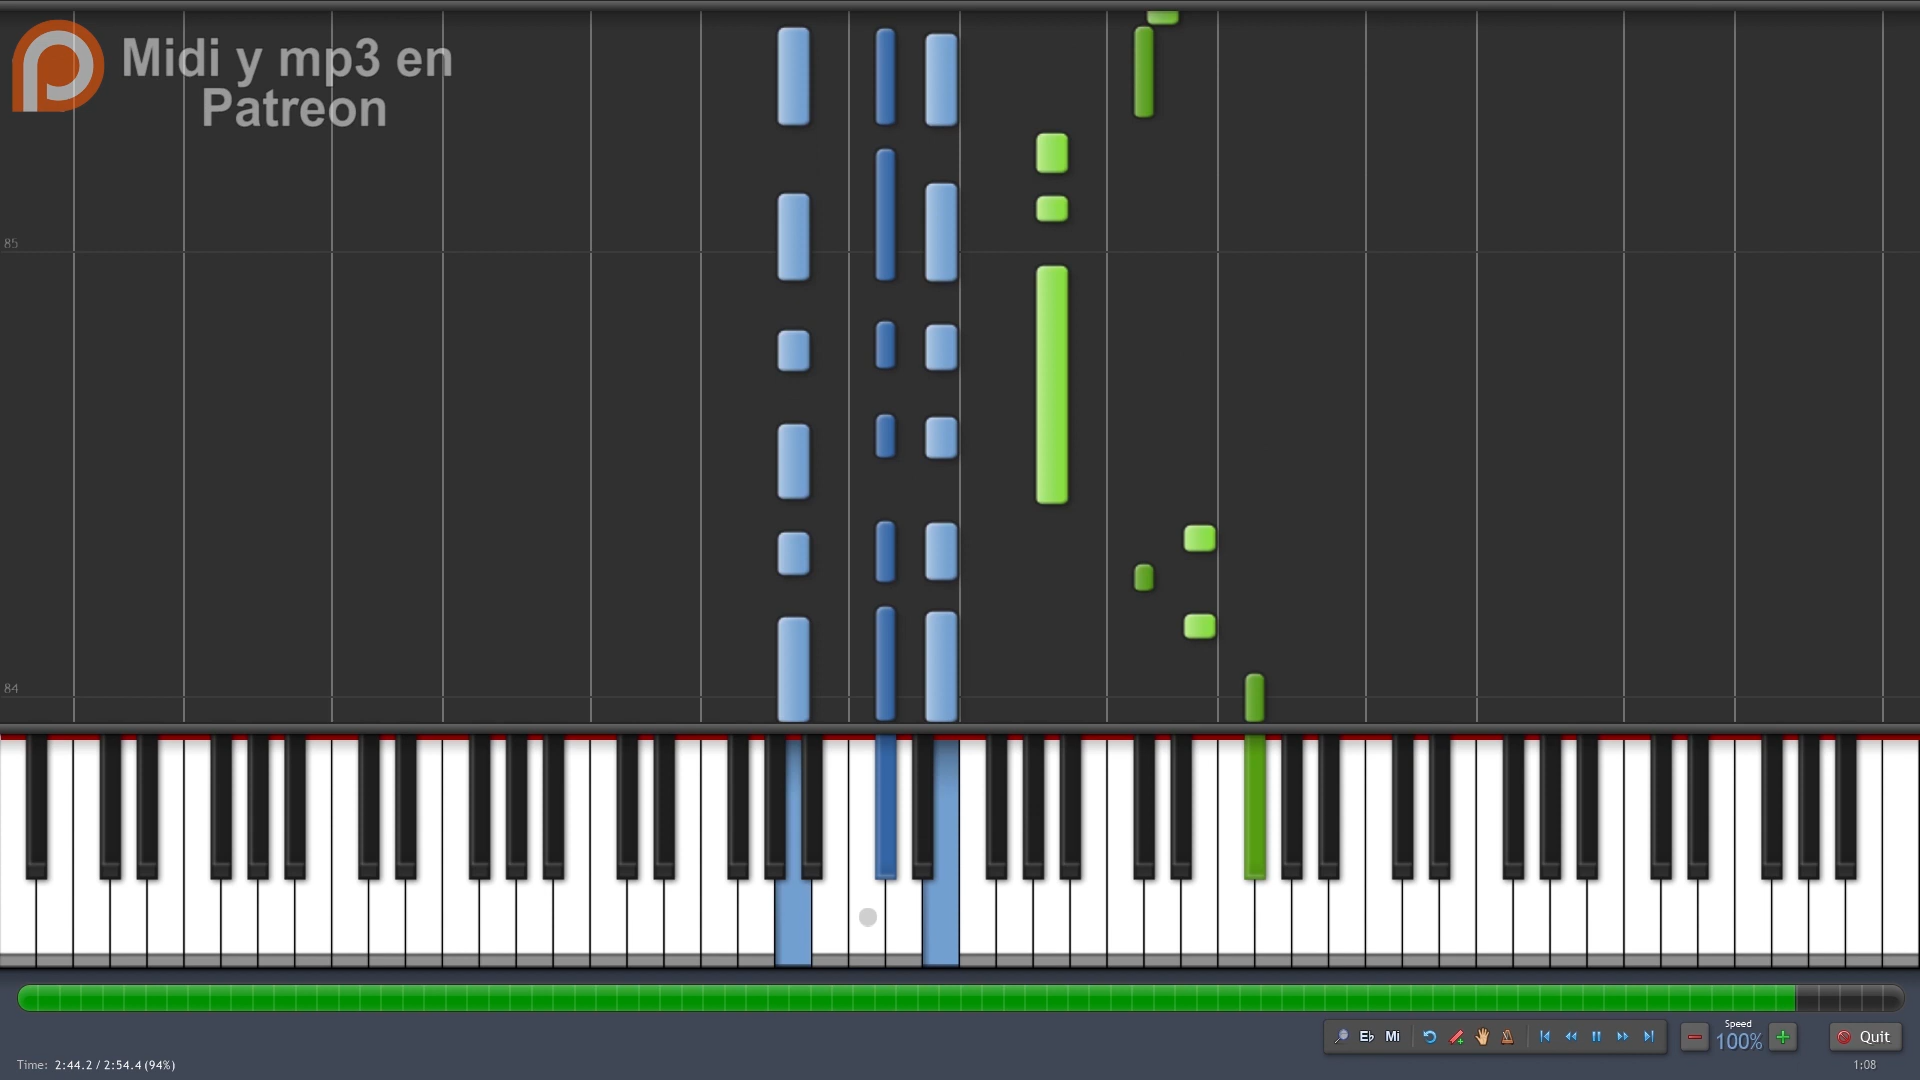 Midi y mp3 en
Patreon
85
84
Speed
E♭ Mi 100% Quit
Time: 2:44.2 / 2:54.4 (94%) 1:08